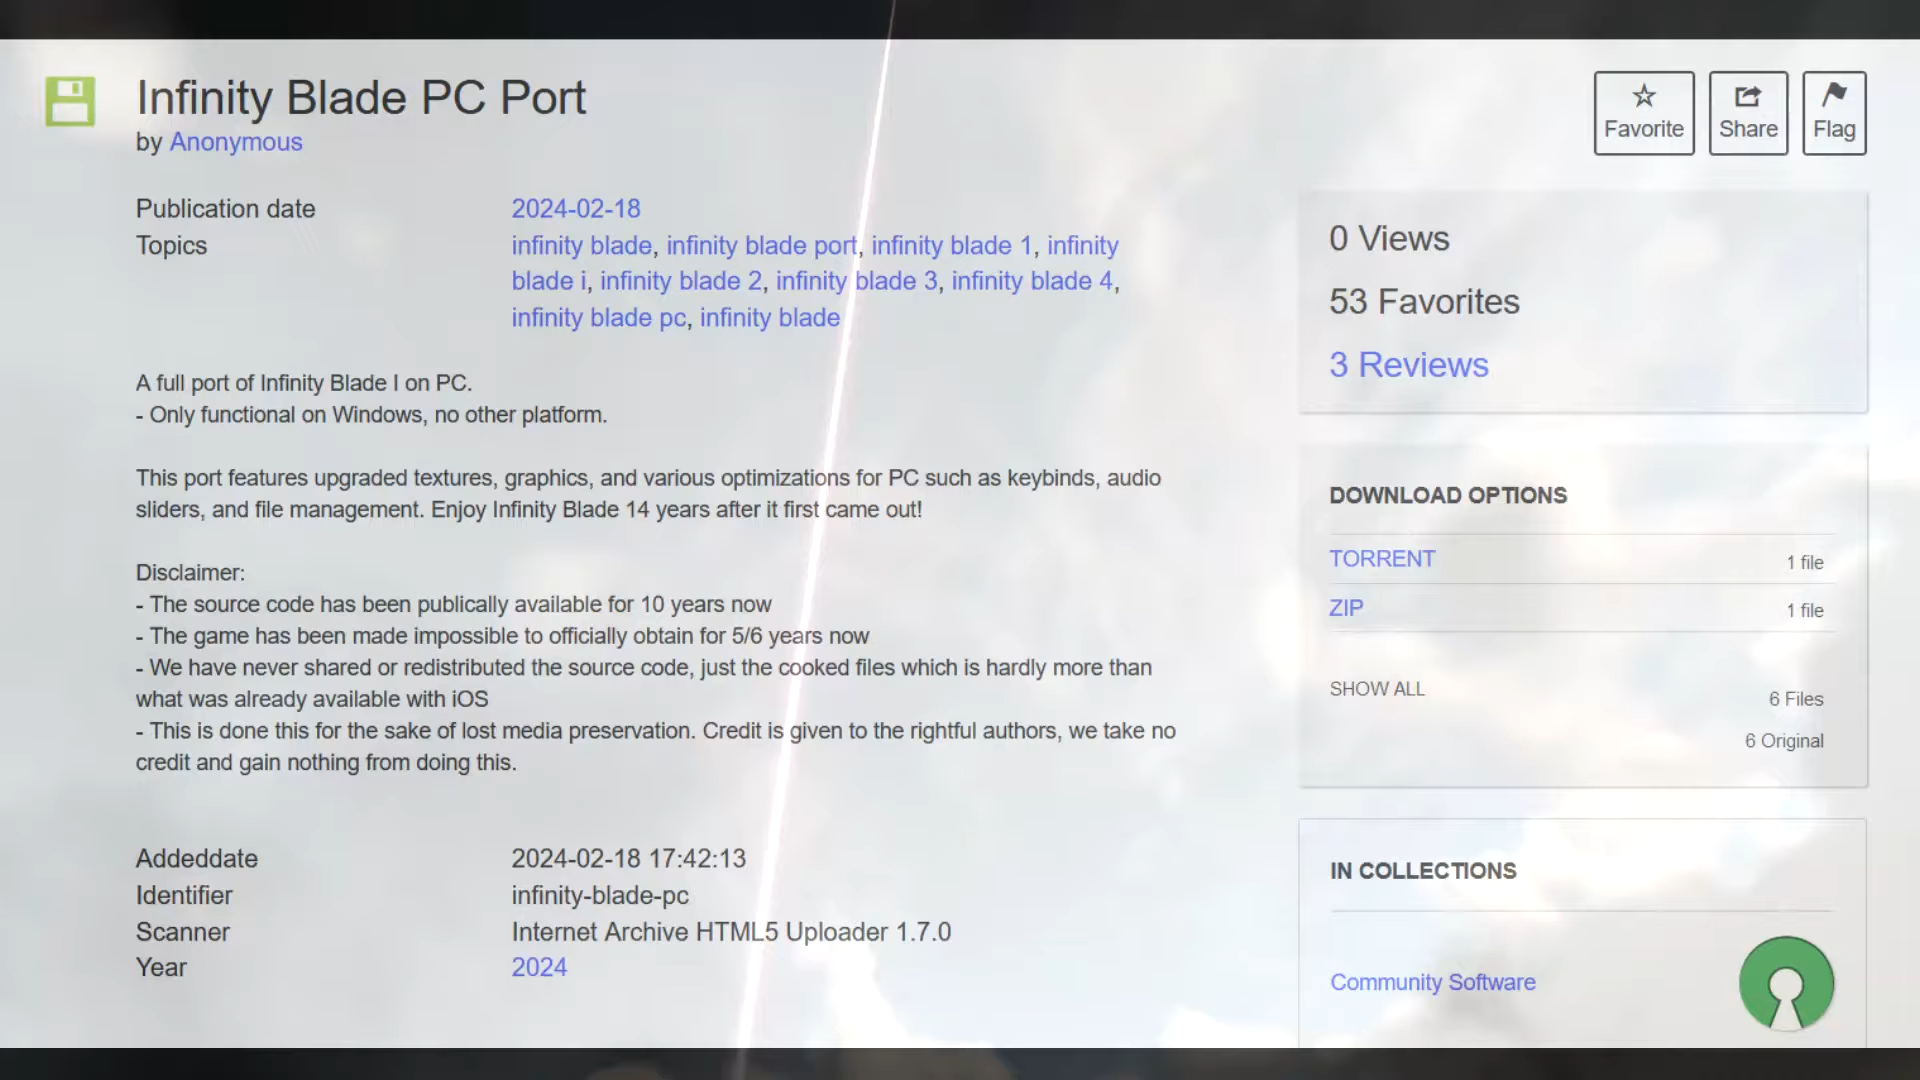 Infinity Blade PC Port
by Anonymous
Favorite
Share
Flag
Publication date 2024-02-18
Topics infinity blade, infinity blade port, infinity blade 1, infinity
blade i, infinity blade 2, infinity blade 3, infinity blade 4,
infinity blade pc, infinity blade
A full port of Infinity Blade I on PC.
- Only functional on Windows, no other platform.
This port features upgraded textures, graphics, and various optimizations for PC such as keybinds, audio
sliders, and file management. Enjoy Infinity Blade 14 years after it first came out!
Disclaimer:
- The source code has been publically available for 10 years now
- The game has been made impossible to officially obtain for 5/6 years now
- We have never shared or redistributed the source code, just the cooked files which is hardly more than
what was already available with iOS
- This is done this for the sake of lost media preservation. Credit is given to the rightful authors, we take no
credit and gain nothing from doing this.
Addeddate 2024-02-18 17:42:13
Identifier infinity-blade-pc
Scanner Internet Archive HTML5 Uploader 1.7.0
Year 2024
0 Views
53 Favorites
3 Reviews
DOWNLOAD OPTIONS
TORRENT 1 file
ZIP 1 file
SHOW ALL 6 Files
6 Original
IN COLLECTIONS
Community Software